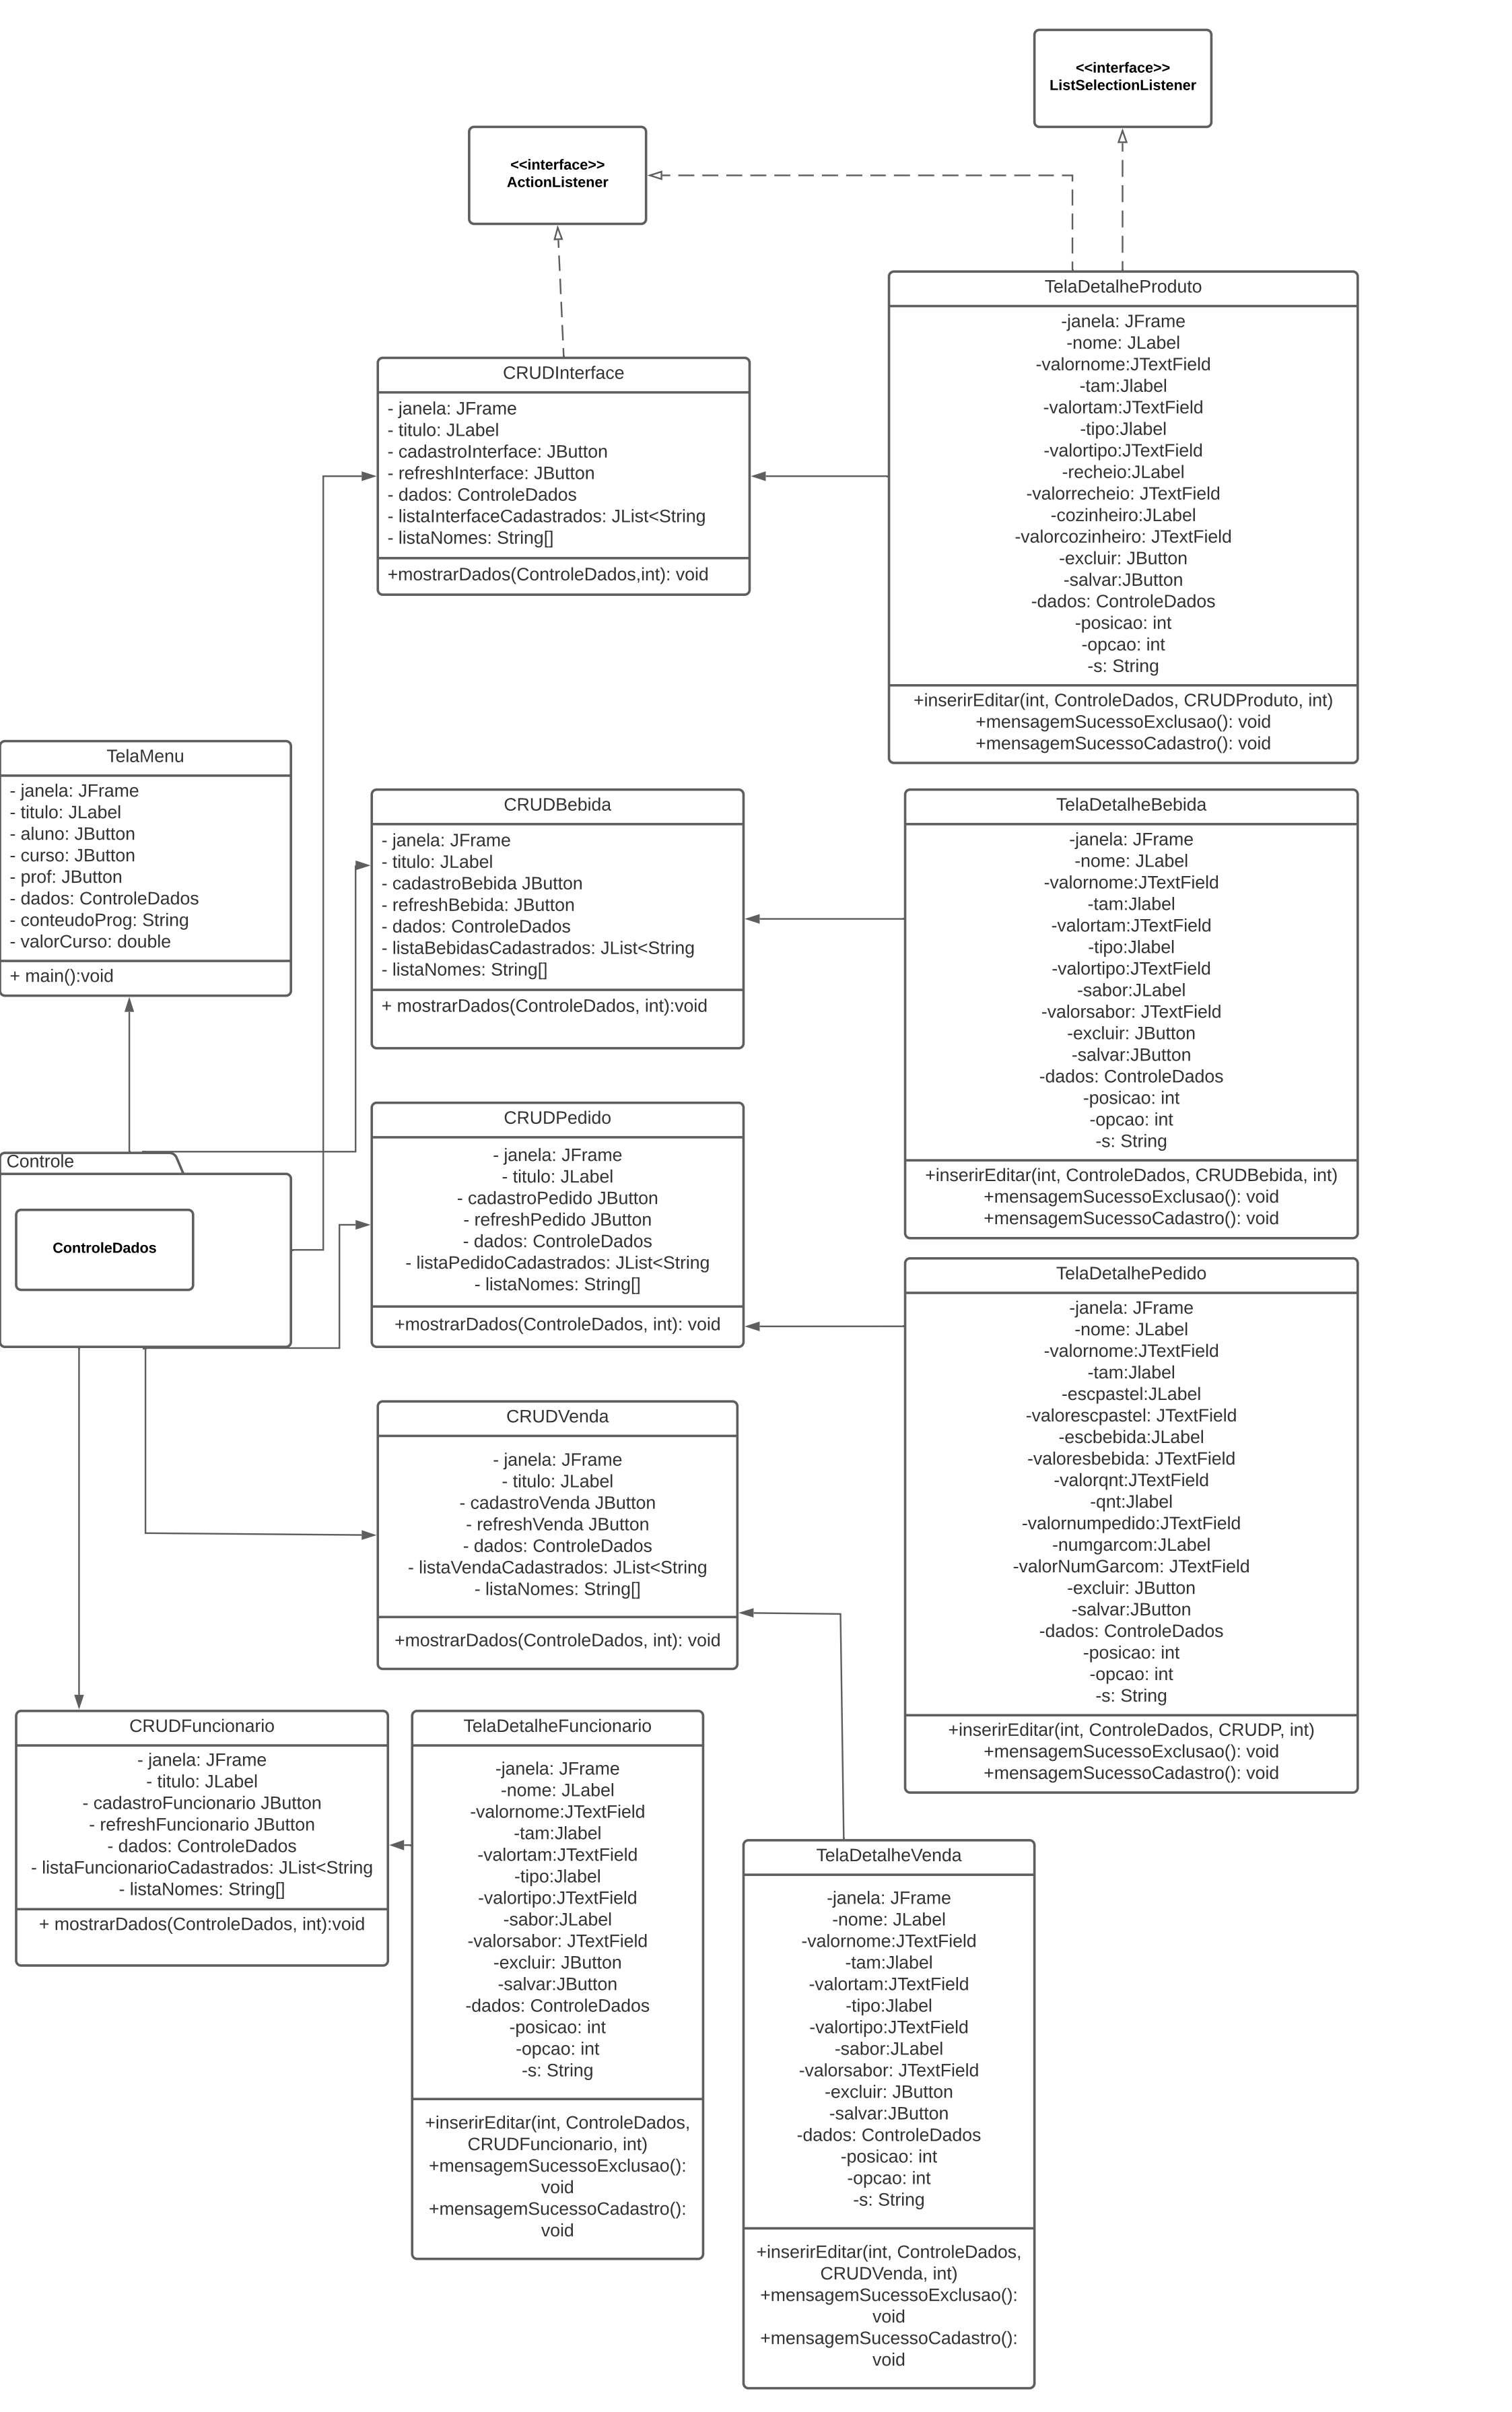 <<interface>>
ListSelectionListener
<<interface>>
ActionListener
TelaDetalheProduto
-janela: JFrame
-nome: JLabel
-valornome:JTextField
-tam:Jlabel
-valortam:JTextField
-tipo:Jlabel
-valortipo:JTextField
-recheio:JLabel
-valorrecheio: JTextField
-cozinheiro:JLabel
-valorcozinheiro: JTextField
-excluir: JButton
-salvar:JButton
-dados: ControleDados
-posicao: int
-opcao: int
-s: String
+inserirEditar(int, ControleDados, CRUDProduto, int)
+mensagemSucessoExclusao(): void
+mensagemSucessoCadastro(): void
CRUDInterface
- janela: JFrame
- titulo: JLabel
- cadastroInterface: JButton
- refreshInterface: JButton
- dados: ControleDados
- listaInterfaceCadastrados: JList<String
- listaNomes: String[]
+mostrarDados(ControleDados,int): void
TelaMenu
- janela: JFrame
- titulo: JLabel
- aluno: JButton
- curso: JButton
- prof: JButton
- dados: ControleDados
- conteudoProg: String
- valorCurso: double
+ main():void
CRUDBebida
- janela: JFrame
- titulo: JLabel
- cadastroBebida JButton
- refreshBebida: JButton
- dados: ControleDados
- listaBebidasCadastrados: JList<String
- listaNomes: String[]
+ mostrarDados(ControleDados, int):void
TelaDetalheBebida
-janela: JFrame
-nome: JLabel
-valornome:JTextField
-tam:Jlabel
-valortam:JTextField
-tipo:Jlabel
-valortipo:JTextField
-sabor:JLabel
-valorsabor: JTextField
-excluir: JButton
-salvar:JButton
-dados: ControleDados
-posicao: int
-opcao: int
-s: String
+inserirEditar(int, ControleDados, CRUDBebida, int)
+mensagemSucessoExclusao(): void
+mensagemSucessoCadastro(): void
Controle
ControleDados
CRUDPedido
- janela: JFrame
- titulo: JLabel
- cadastroPedido JButton
- refreshPedido JButton
- dados: ControleDados
- listaPedidoCadastrados: JList<String
- listaNomes: String[]
+mostrarDados(ControleDados, int): void
TelaDetalhePedido
-janela: JFrame
-nome: JLabel
-valornome:JTextField
-tam:Jlabel
-escpastel:JLabel
-valorescpastel: JTextField
-escbebida:JLabel
-valoresbebida: JTextField
-valorqnt:JTextField
-qnt:Jlabel
-valornumpedido:JTextField
-numgarcom:JLabel
-valorNumGarcom: JTextField
-excluir: JButton
-salvar:JButton
-dados: ControleDados
-posicao: int
-opcao: int
-s: String
+inserirEditar(int, ControleDados, CRUDP, int)
+mensagemSucessoExclusao(): void
+mensagemSucessoCadastro(): void
CRUDVenda
- janela: JFrame
- titulo: JLabel
- cadastroVenda JButton
- refreshVenda JButton
- dados: ControleDados
- listaVendaCadastrados: JList<String
- listaNomes: String[]
+mostrarDados(ControleDados, int): void
CRUDFuncionario
- janela: JFrame
- titulo: JLabel
- cadastroFuncionario JButton
- refreshFuncionario JButton
- dados: ControleDados
- listaFuncionarioCadastrados: JList<String
- listaNomes: String[]
+ mostrarDados(ControleDados, int):void
TelaDetalheFuncionario
-janela: JFrame
-nome: JLabel
-valornome:JTextField
-tam:Jlabel
-valortam:JTextField
-tipo:Jlabel
-valortipo:JTextField
-sabor:JLabel
-valorsabor: JTextField
-excluir: JButton
-salvar:JButton
-dados: ControleDados
-posicao: int
-opcao: int
-s: String
+inserirEditar(int, ControleDados,
CRUDFuncionario, int)
+mensagemSucessoExclusao():
void
+mensagemSucessoCadastro():
void
TelaDetalheVenda
-janela: JFrame
-nome: JLabel
-valornome:JTextField
-tam:Jlabel
-valortam:JTextField
-tipo:Jlabel
-valortipo:JTextField
-sabor:JLabel
-valorsabor: JTextField
-excluir: JButton
-salvar:JButton
-dados: ControleDados
-posicao: int
-opcao: int
-s: String
+inserirEditar(int, ControleDados,
CRUDVenda, int)
+mensagemSucessoExclusao():
void
+mensagemSucessoCadastro():
void